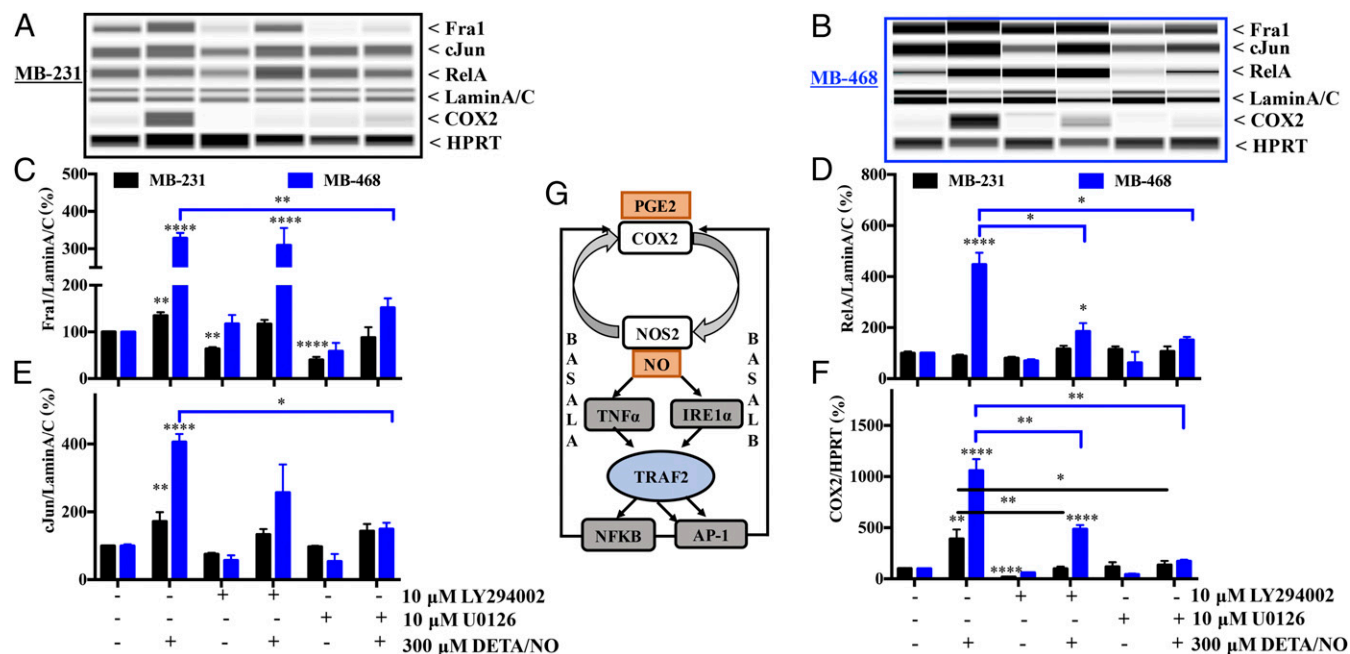 A
MB-231
< Fra1
< cJun
< RelA
< LaminA/C
< COX2
< HPRT
B
MB-468
< Fra1
< cJun
< RelA
< LaminA/C
< COX2
< HPRT
C
MB-231 MB-468
Fra1/LaminA/C (%)
500
400
300
200
100
0
**
**
****
**
****
****
D
MB-231 MB-468
RelA/LaminA/C (%)
800
600
400
200
0
*
*
****
*
E
cJun/LaminA/C (%)
400
200
0
*
**
****
- - + + - - 10 µM LY294002
- - - - + + 10 µM U0126
- + - + - + 300 µM DETA/NO
G
PGE2
COX2
NOS2
NO
TNFα IRE1α
TRAF2
NFKB AP-1
BASAL A
BASAL B
F
COX2/HPRT (%)
1500
1000
500
0
**
**
****
*
**
**
****
****
- - + + - - 10 µM LY294002
- - - - + + 10 µM U0126
- + - + - + 300 µM DETA/NO